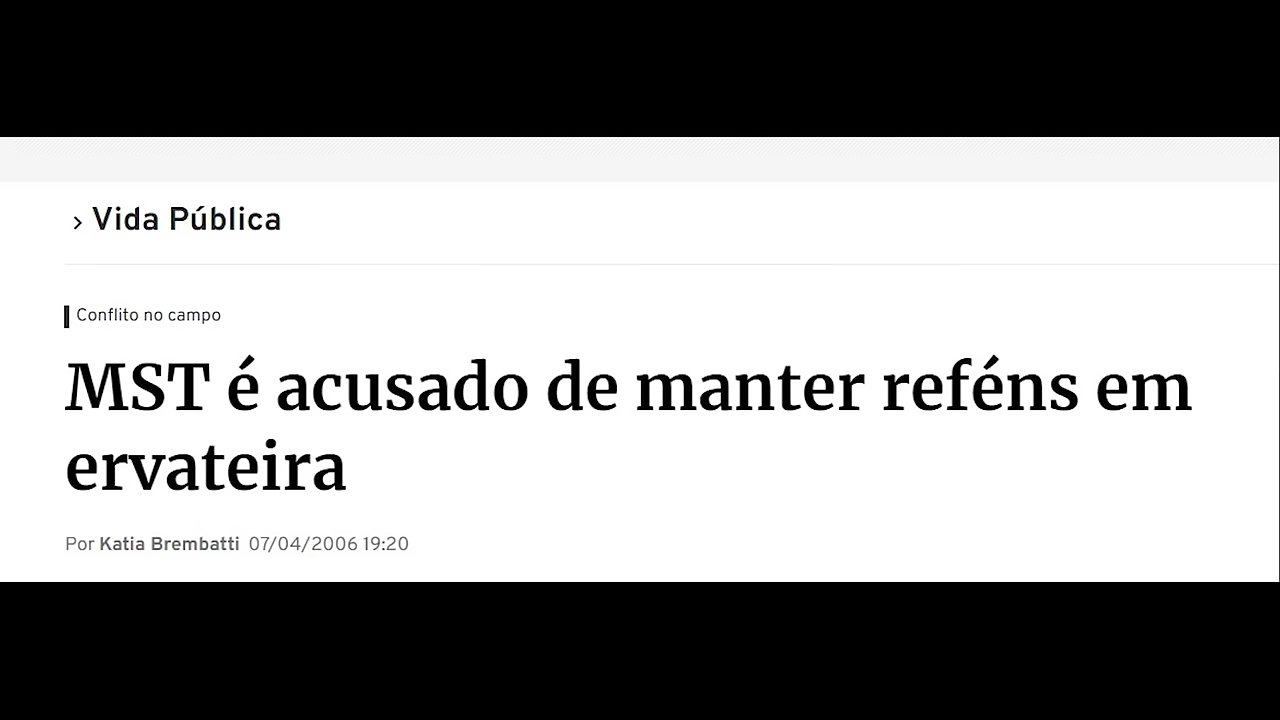 › Vida Pública
Conflito no campo
MST é acusado de manter reféns em
ervateira
Por Katia Brembatti 07/04/2006 19:20